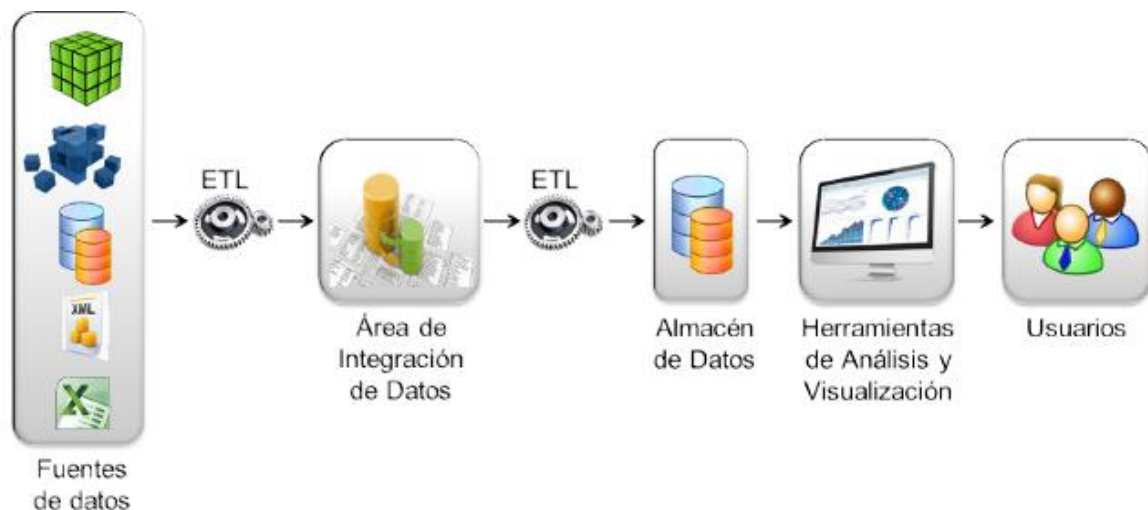 XML
X
Fuentes
de datos
ETL
Área de
Integración
de Datos
ETL
Almacén
de Datos
Herramientas
de Análisis y
Visualización
Usuarios